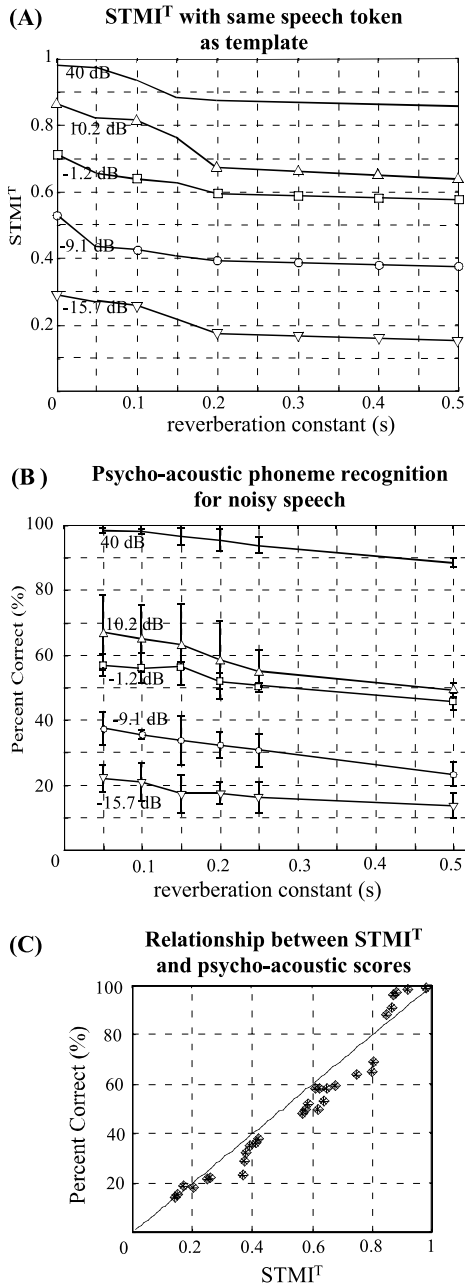 (A)
STMI^T with same speech token
as template
1
0.8
0.6
0.4
0.2
STMI^T
40 dB
10.2 dB
-1.2 dB
-9.1 dB
-15.7 dB
0 0.1 0.2 0.3 0.4 0.5
reverberation constant (s)
(B)
Psycho-acoustic phoneme recognition
for noisy speech
100
80
60
40
20
Percent Correct (%)
40 dB
10.2 dB
-1.2 dB
-9.1 dB
-15.7 dB
0 0.1 0.2 0.3 0.4 0.5
reverberation constant (s)
(C)
Relationship between STMI^T
and psycho-acoustic scores
100
80
60
40
20
Percent Correct (%)
0 0.2 0.4 0.6 0.8 1
STMI^T